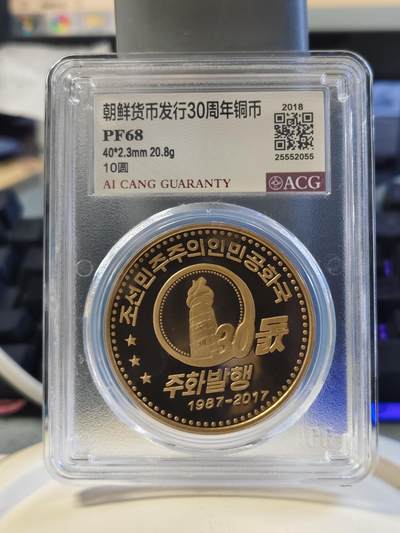 朝鲜货币发行30周年铜币
2018
PF68
40*2.3mm 20.8g
10圆
25552055
AI CANG GUARANTY
ACG
조선민주주의인민공화국
30돐
주화발행
1987-2017